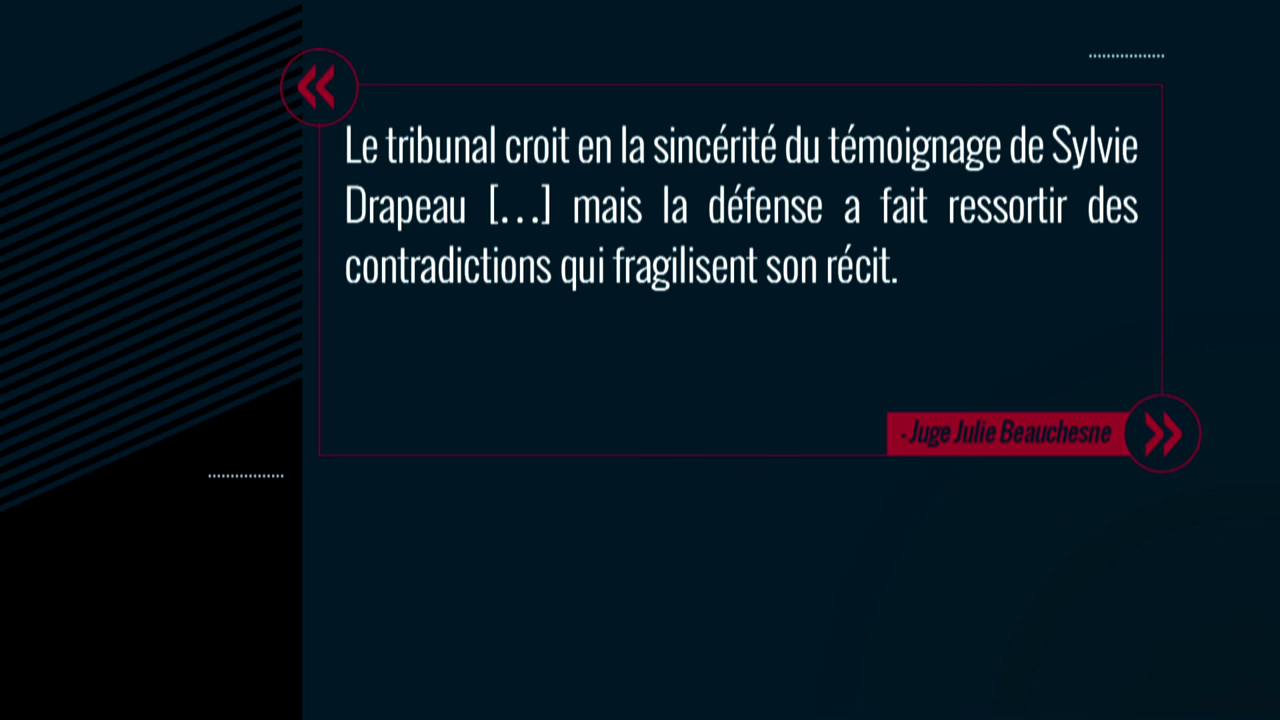 Le tribunal croit en la sincérité du témoignage de Sylvie
Drapeau [...] mais la défense a fait ressortir des
contradictions qui fragilisent son récit.
- Juge Julie Beauchesne